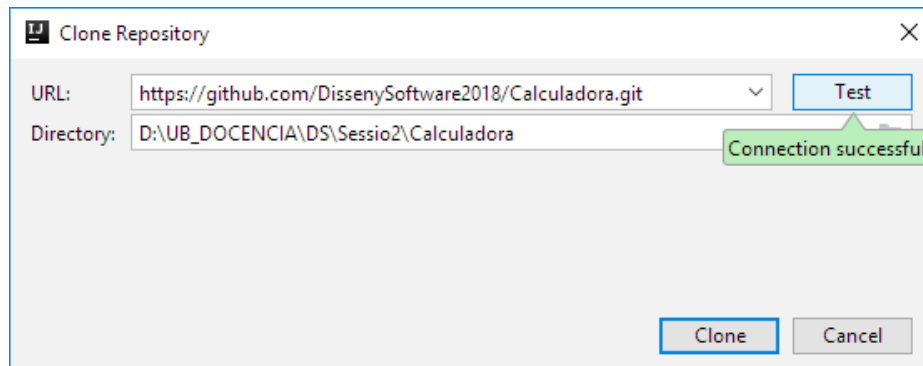 IJ Clone Repository
URL: https://github.com/DissenySoftware2018/Calculadora.git Test
Directory: D:\UB_DOCENCIA\DS\Sessio2\Calculadora
Connection successful
Clone Cancel